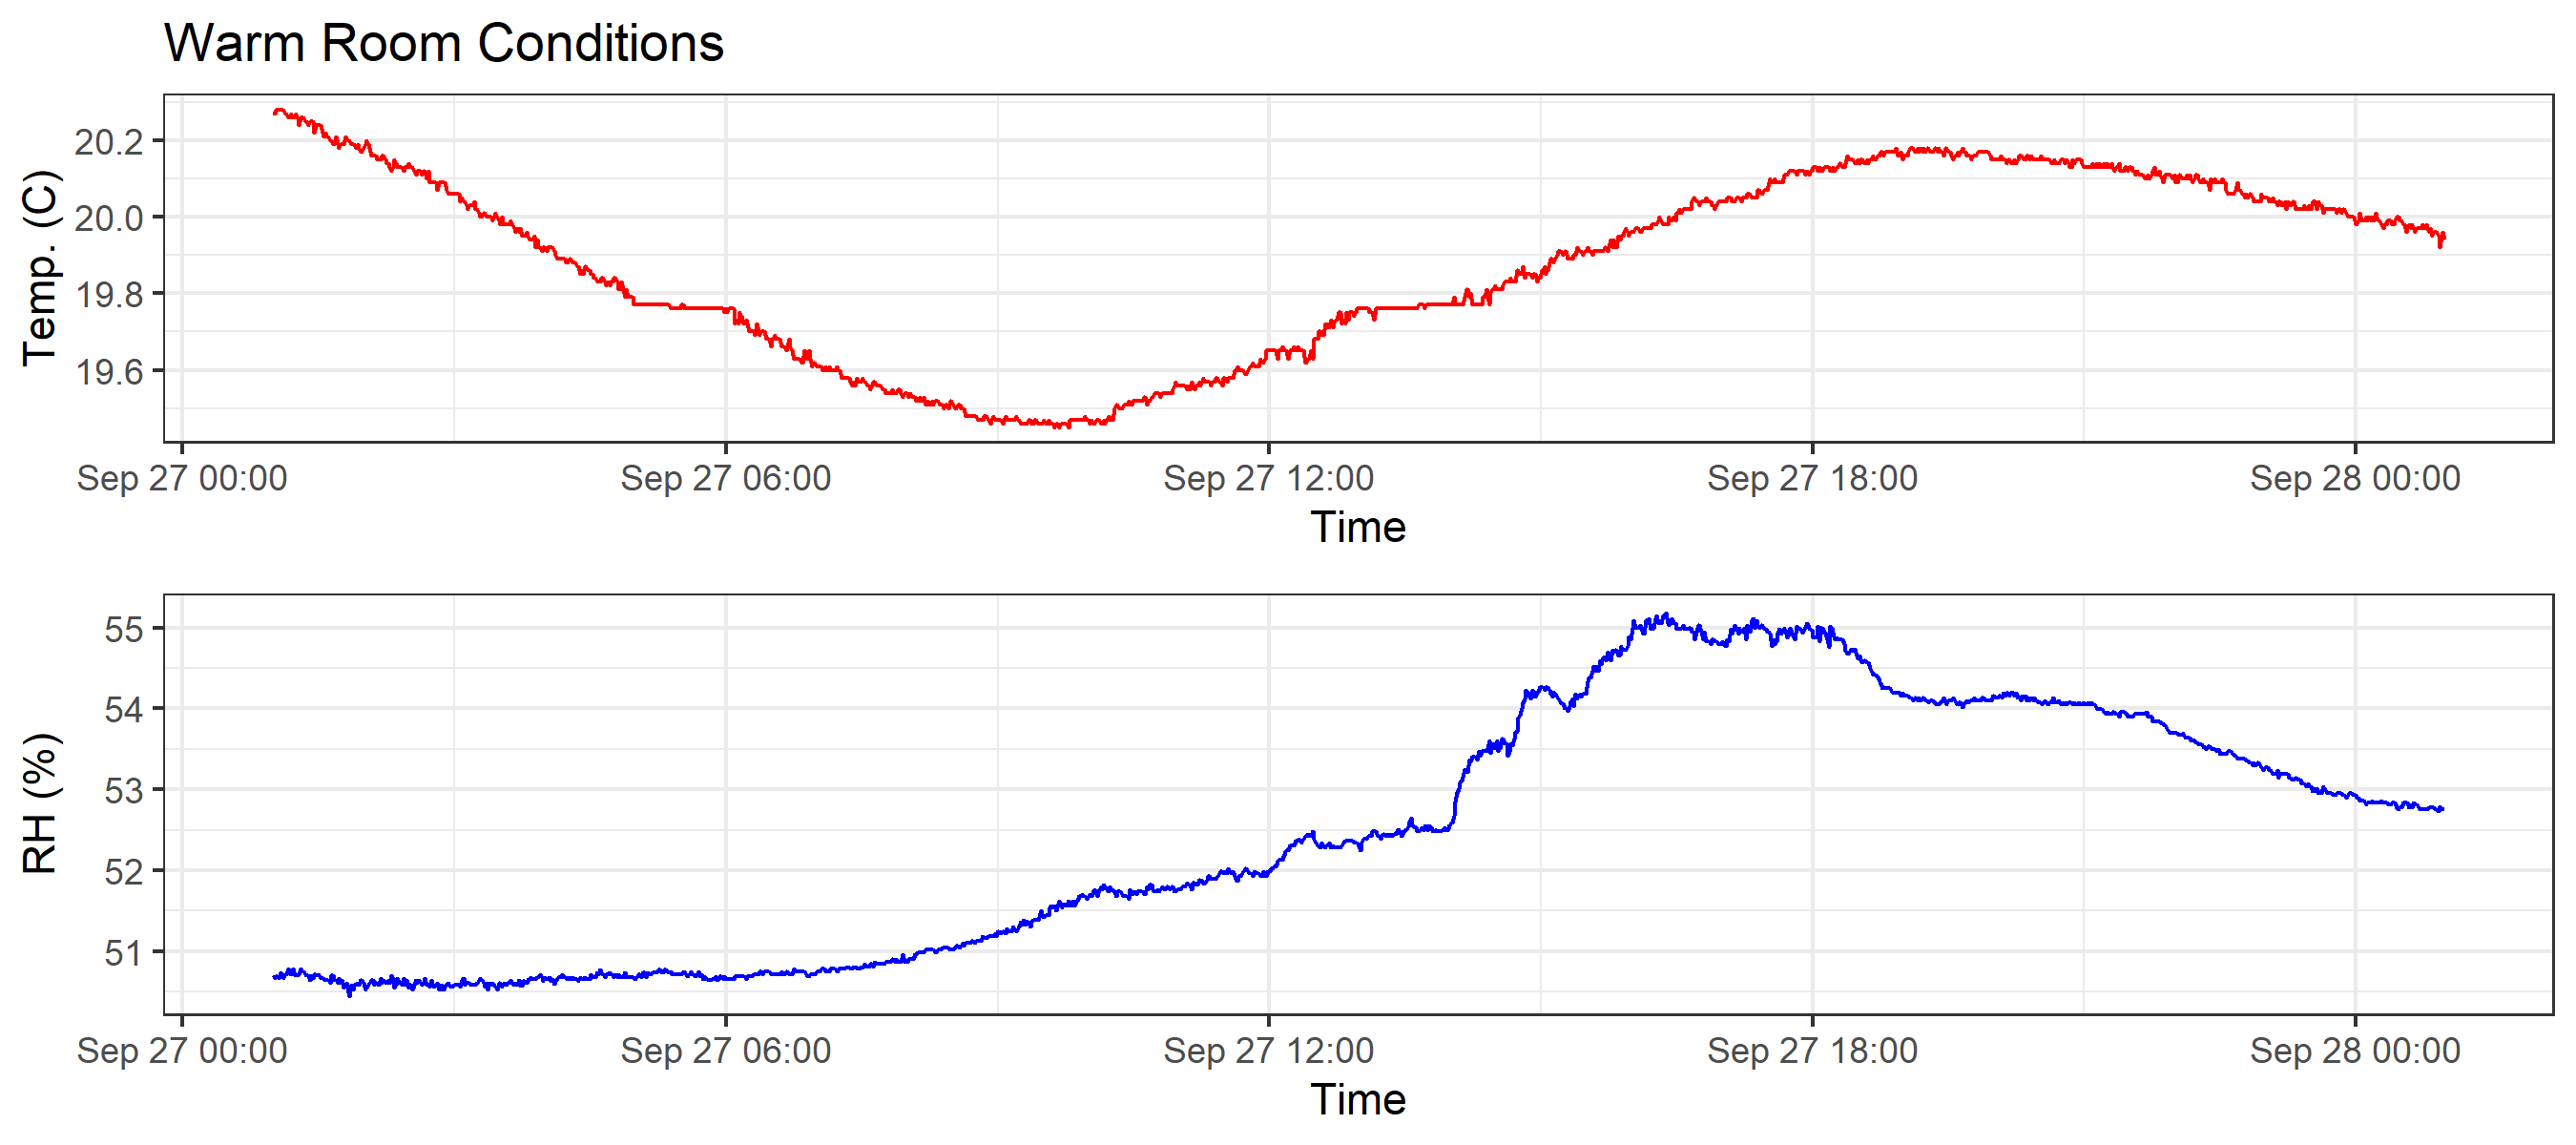 Warm Room Conditions
Temp. (C)
20.2
20.0
19.8
19.6
Sep 27 00:00 Sep 27 06:00 Sep 27 12:00 Sep 27 18:00 Sep 28 00:00
Time
RH (%)
55
54
53
52
51
Sep 27 00:00 Sep 27 06:00 Sep 27 12:00 Sep 27 18:00 Sep 28 00:00
Time